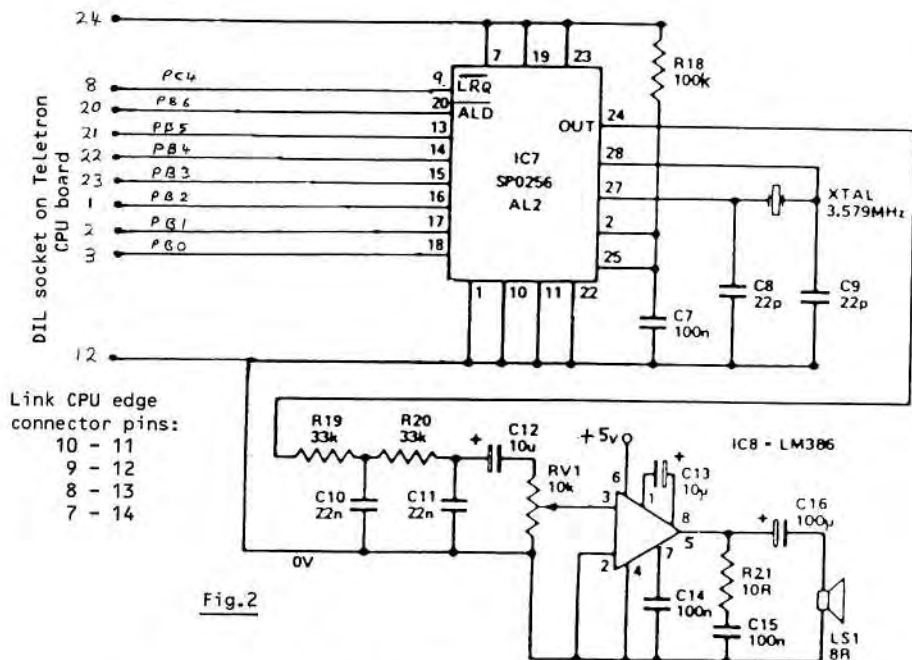 24
7 19 23
R18
100k
8 PC4 9 LRQ
20 PB6 20 ALD
21 PB5 13
22 PB4 14
23 PB3 15
1 PB2 16
2 PB1 17
3 PB0 18
OUT 24
28
27
2
25
IC7
SP0256
AL2
XTAL
3.579MHz
C8
22p
C9
22p
C7
100n
1 10 11 22
12
DIL socket on Teletron
CPU board
Link CPU edge
connector pins:
10 - 11
9 - 12
8 - 13
7 - 14
R19
33k
R20
33k
+ C12
10u
C10
22n
C11
22n
RV1
10k
0V
+5v
IC8 - LM386
6
1
+
C13
10µ
3
8
5
2
4
7
C14
100n
R21
10R
C15
100n
+ C16
100µ
LS1
8R
Fig.2